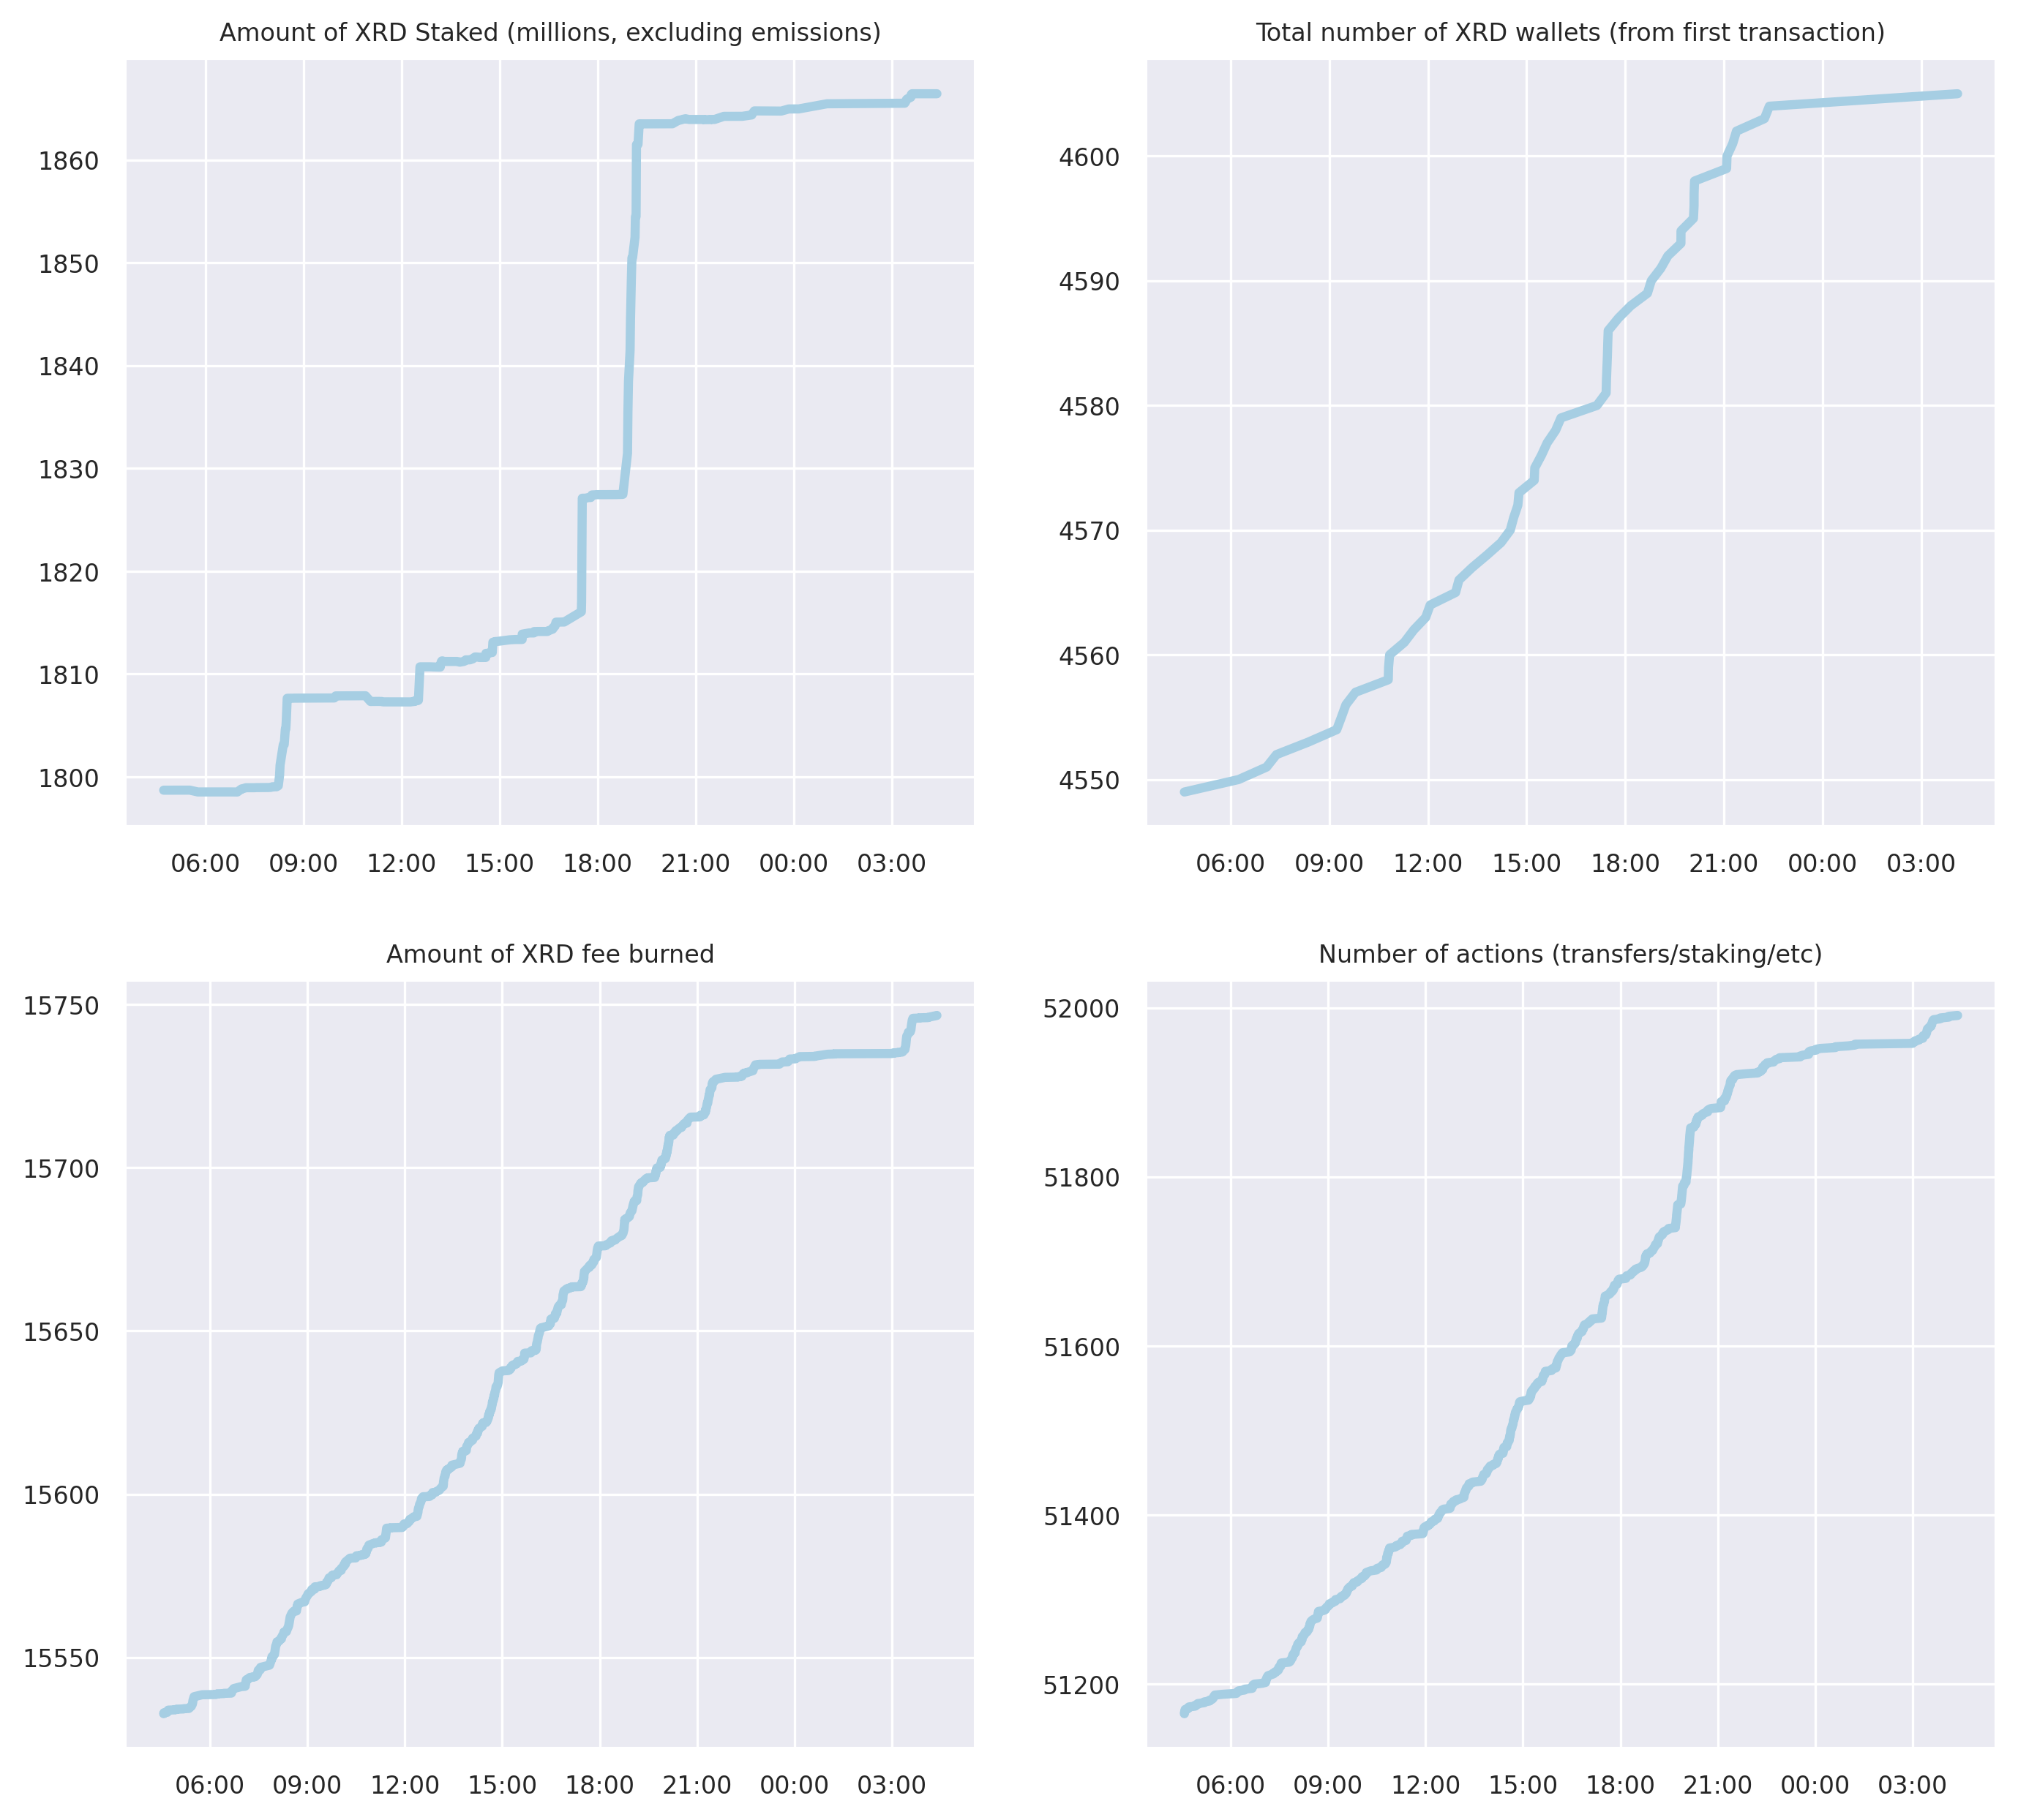 Amount of XRD Staked (millions, excluding emissions)
1860
1850
1840
1830
1820
1810
1800
06:00 09:00 12:00 15:00 18:00 21:00 00:00 03:00
Total number of XRD wallets (from first transaction)
4600
4590
4580
4570
4560
4550
06:00 09:00 12:00 15:00 18:00 21:00 00:00 03:00
Amount of XRD fee burned
15750
15700
15650
15600
15550
06:00 09:00 12:00 15:00 18:00 21:00 00:00 03:00
Number of actions (transfers/staking/etc)
52000
51800
51600
51400
51200
06:00 09:00 12:00 15:00 18:00 21:00 00:00 03:00